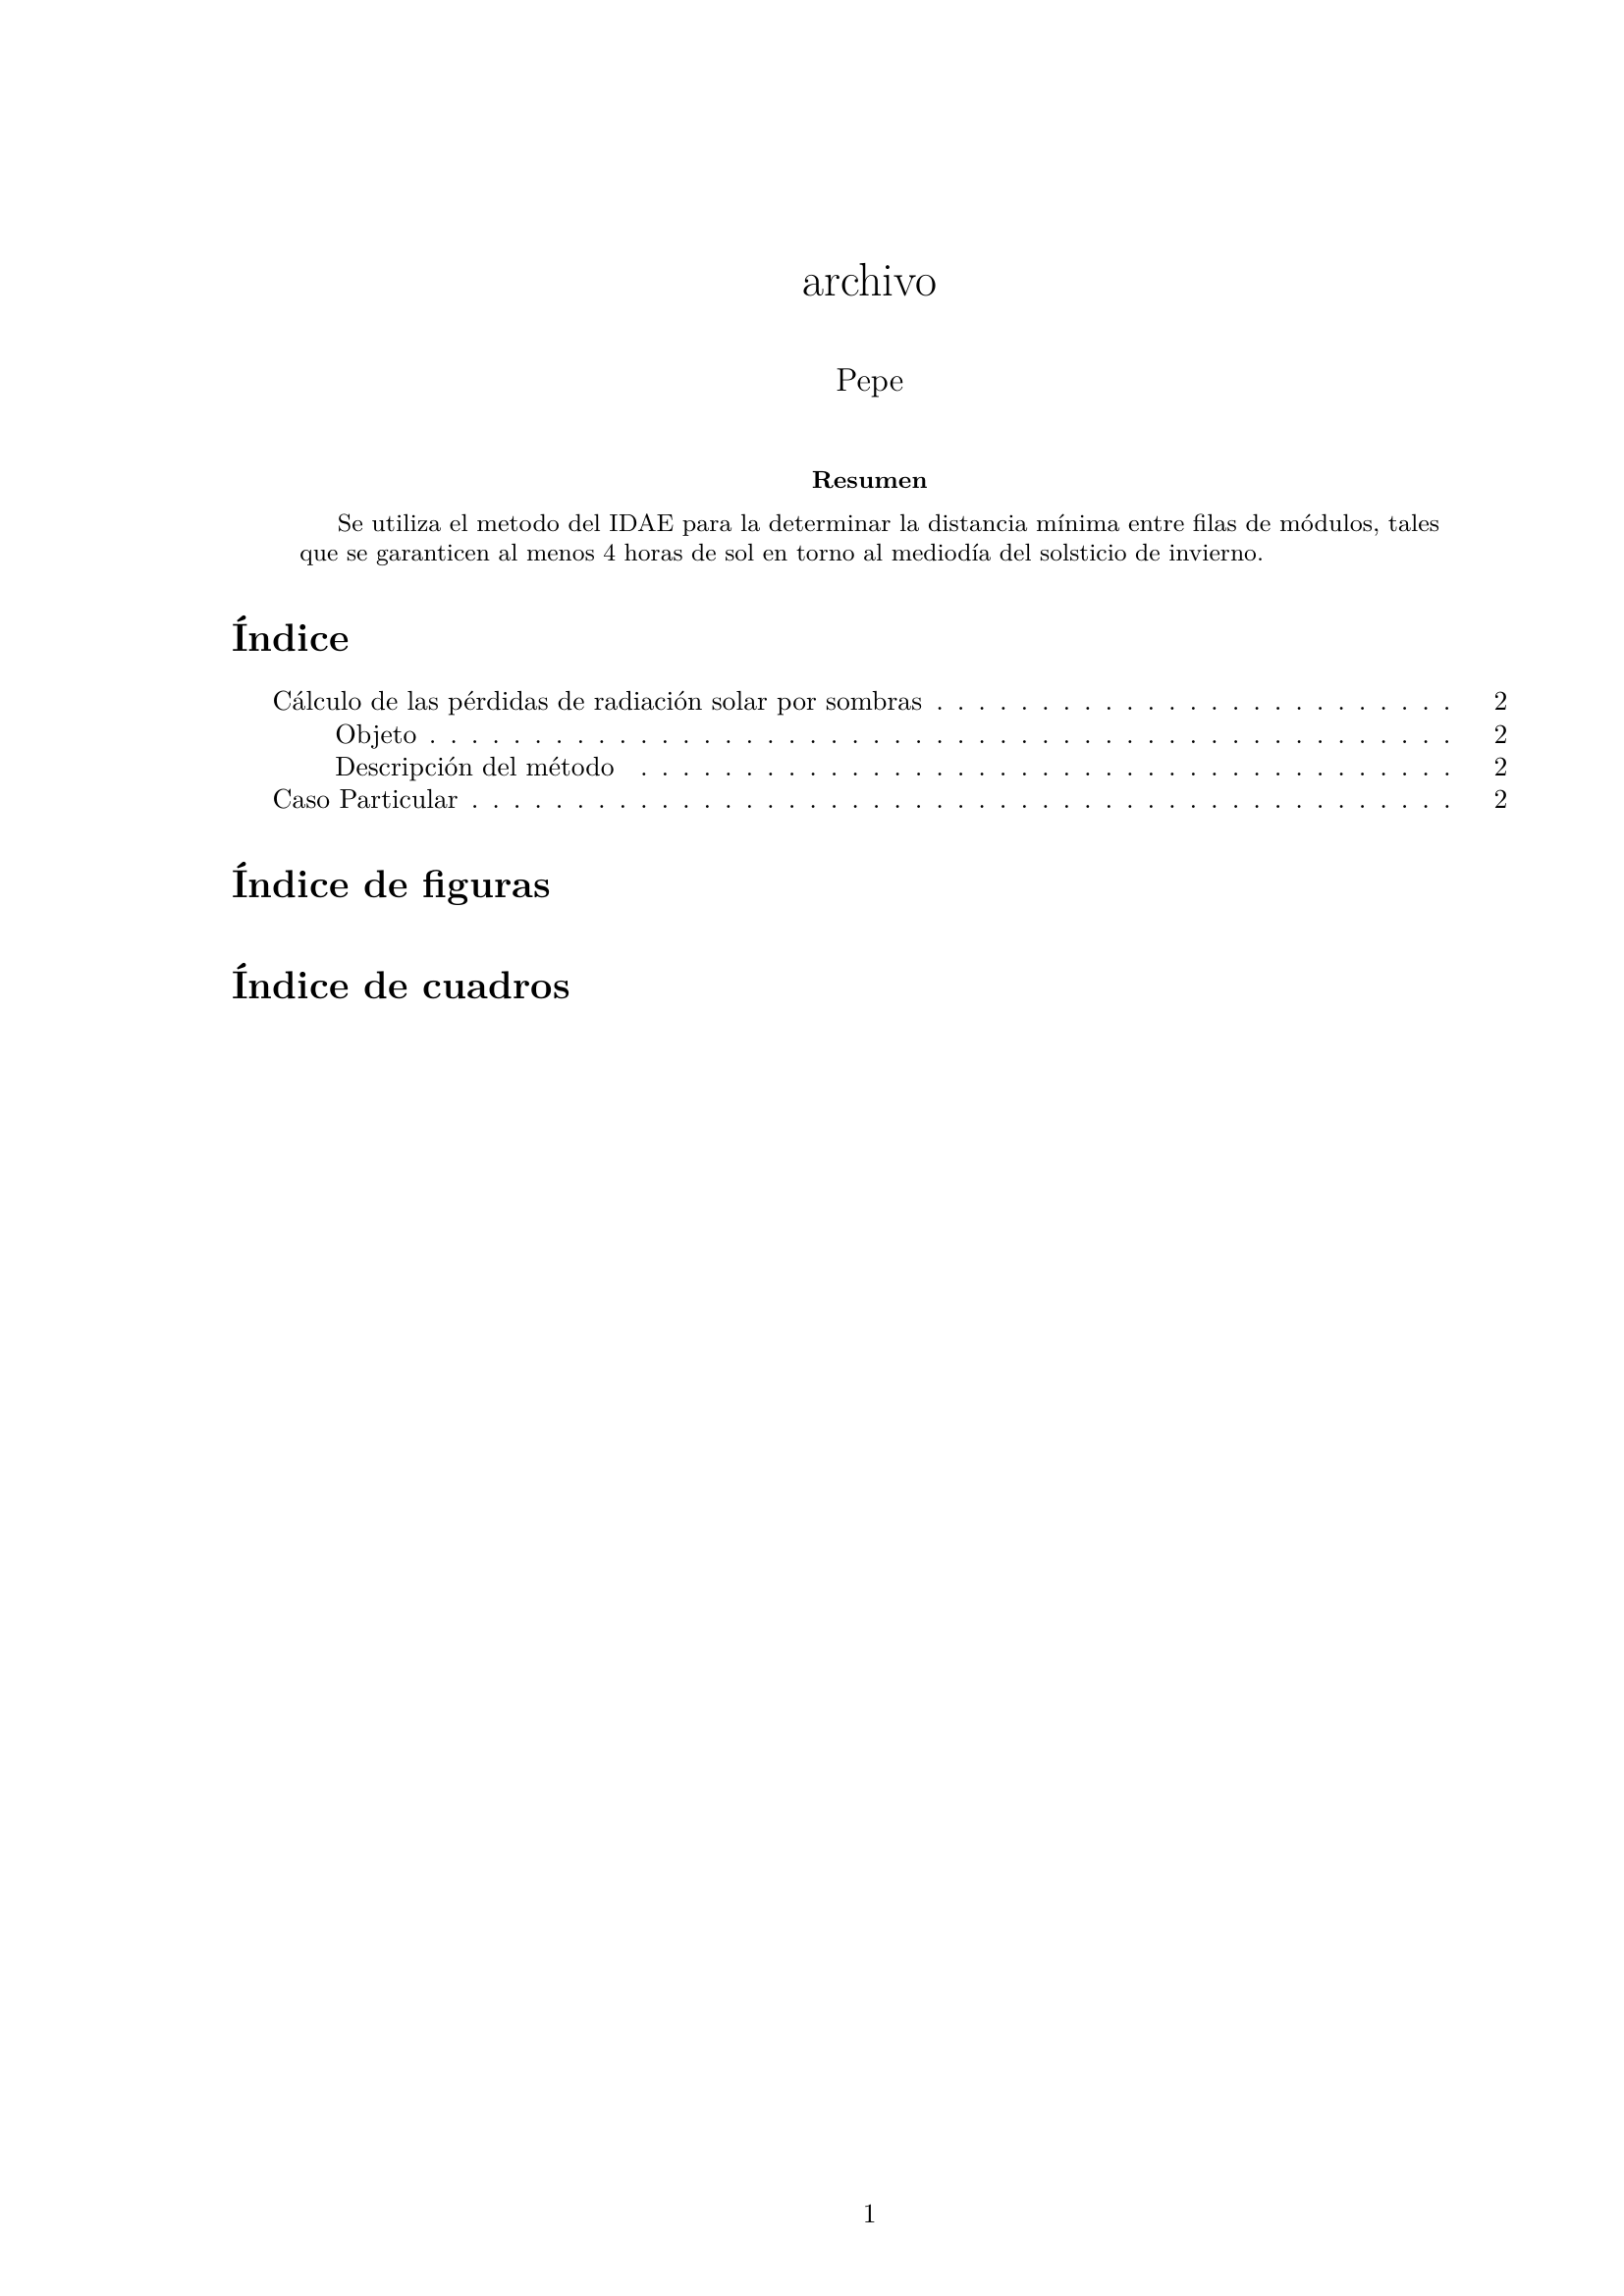 archivo
Pepe
Resumen
Se utiliza el metodo del IDAE para la determinar la distancia mínima entre filas de módulos, tales
que se garanticen al menos 4 horas de sol en torno al mediodía del solsticio de invierno.
Índice
Cálculo de las pérdidas de radiación solar por sombras . . . . . . . . . . . . . . . . . . . . . . . . . 2
Objeto . . . . . . . . . . . . . . . . . . . . . . . . . . . . . . . . . . . . . . . . . . . . . . . . . 2
Descripción del método . . . . . . . . . . . . . . . . . . . . . . . . . . . . . . . . . . . . . . . 2
Caso Particular . . . . . . . . . . . . . . . . . . . . . . . . . . . . . . . . . . . . . . . . . . . . . . . 2
Índice de figuras
Índice de cuadros
1